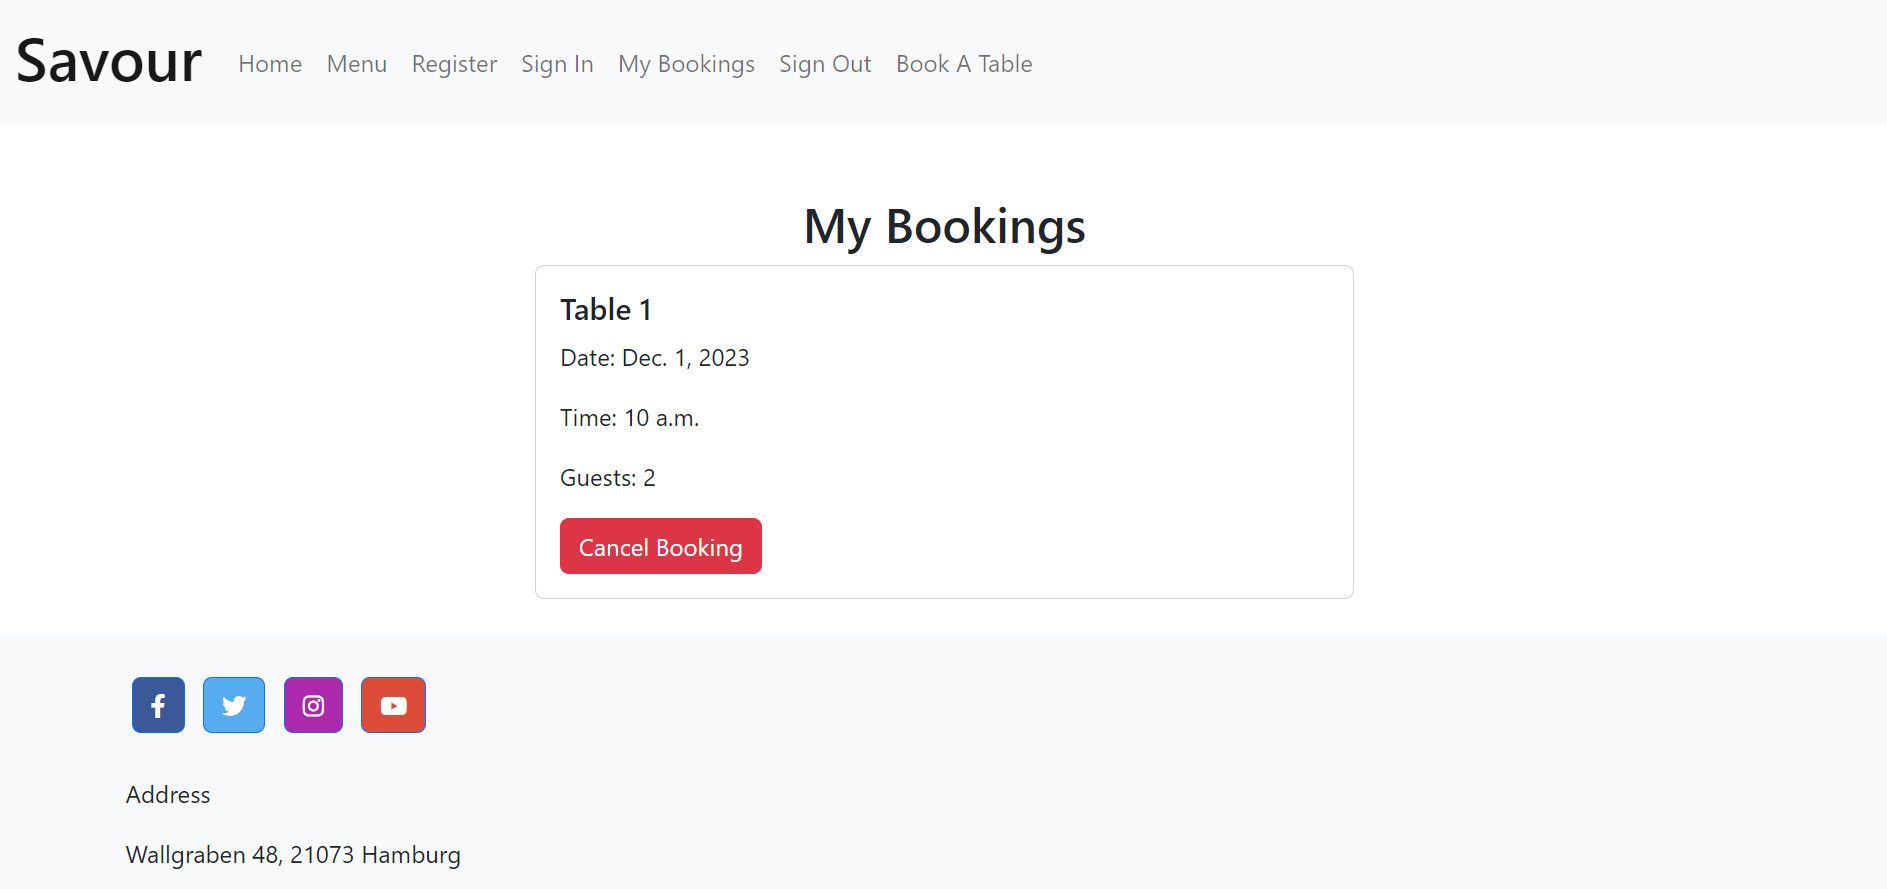 Savour Home Menu Register Sign In My Bookings Sign Out Book A Table
My Bookings
Table 1
Date: Dec. 1, 2023
Time: 10 a.m.
Guests: 2
Cancel Booking
Address
Wallgraben 48, 21073 Hamburg